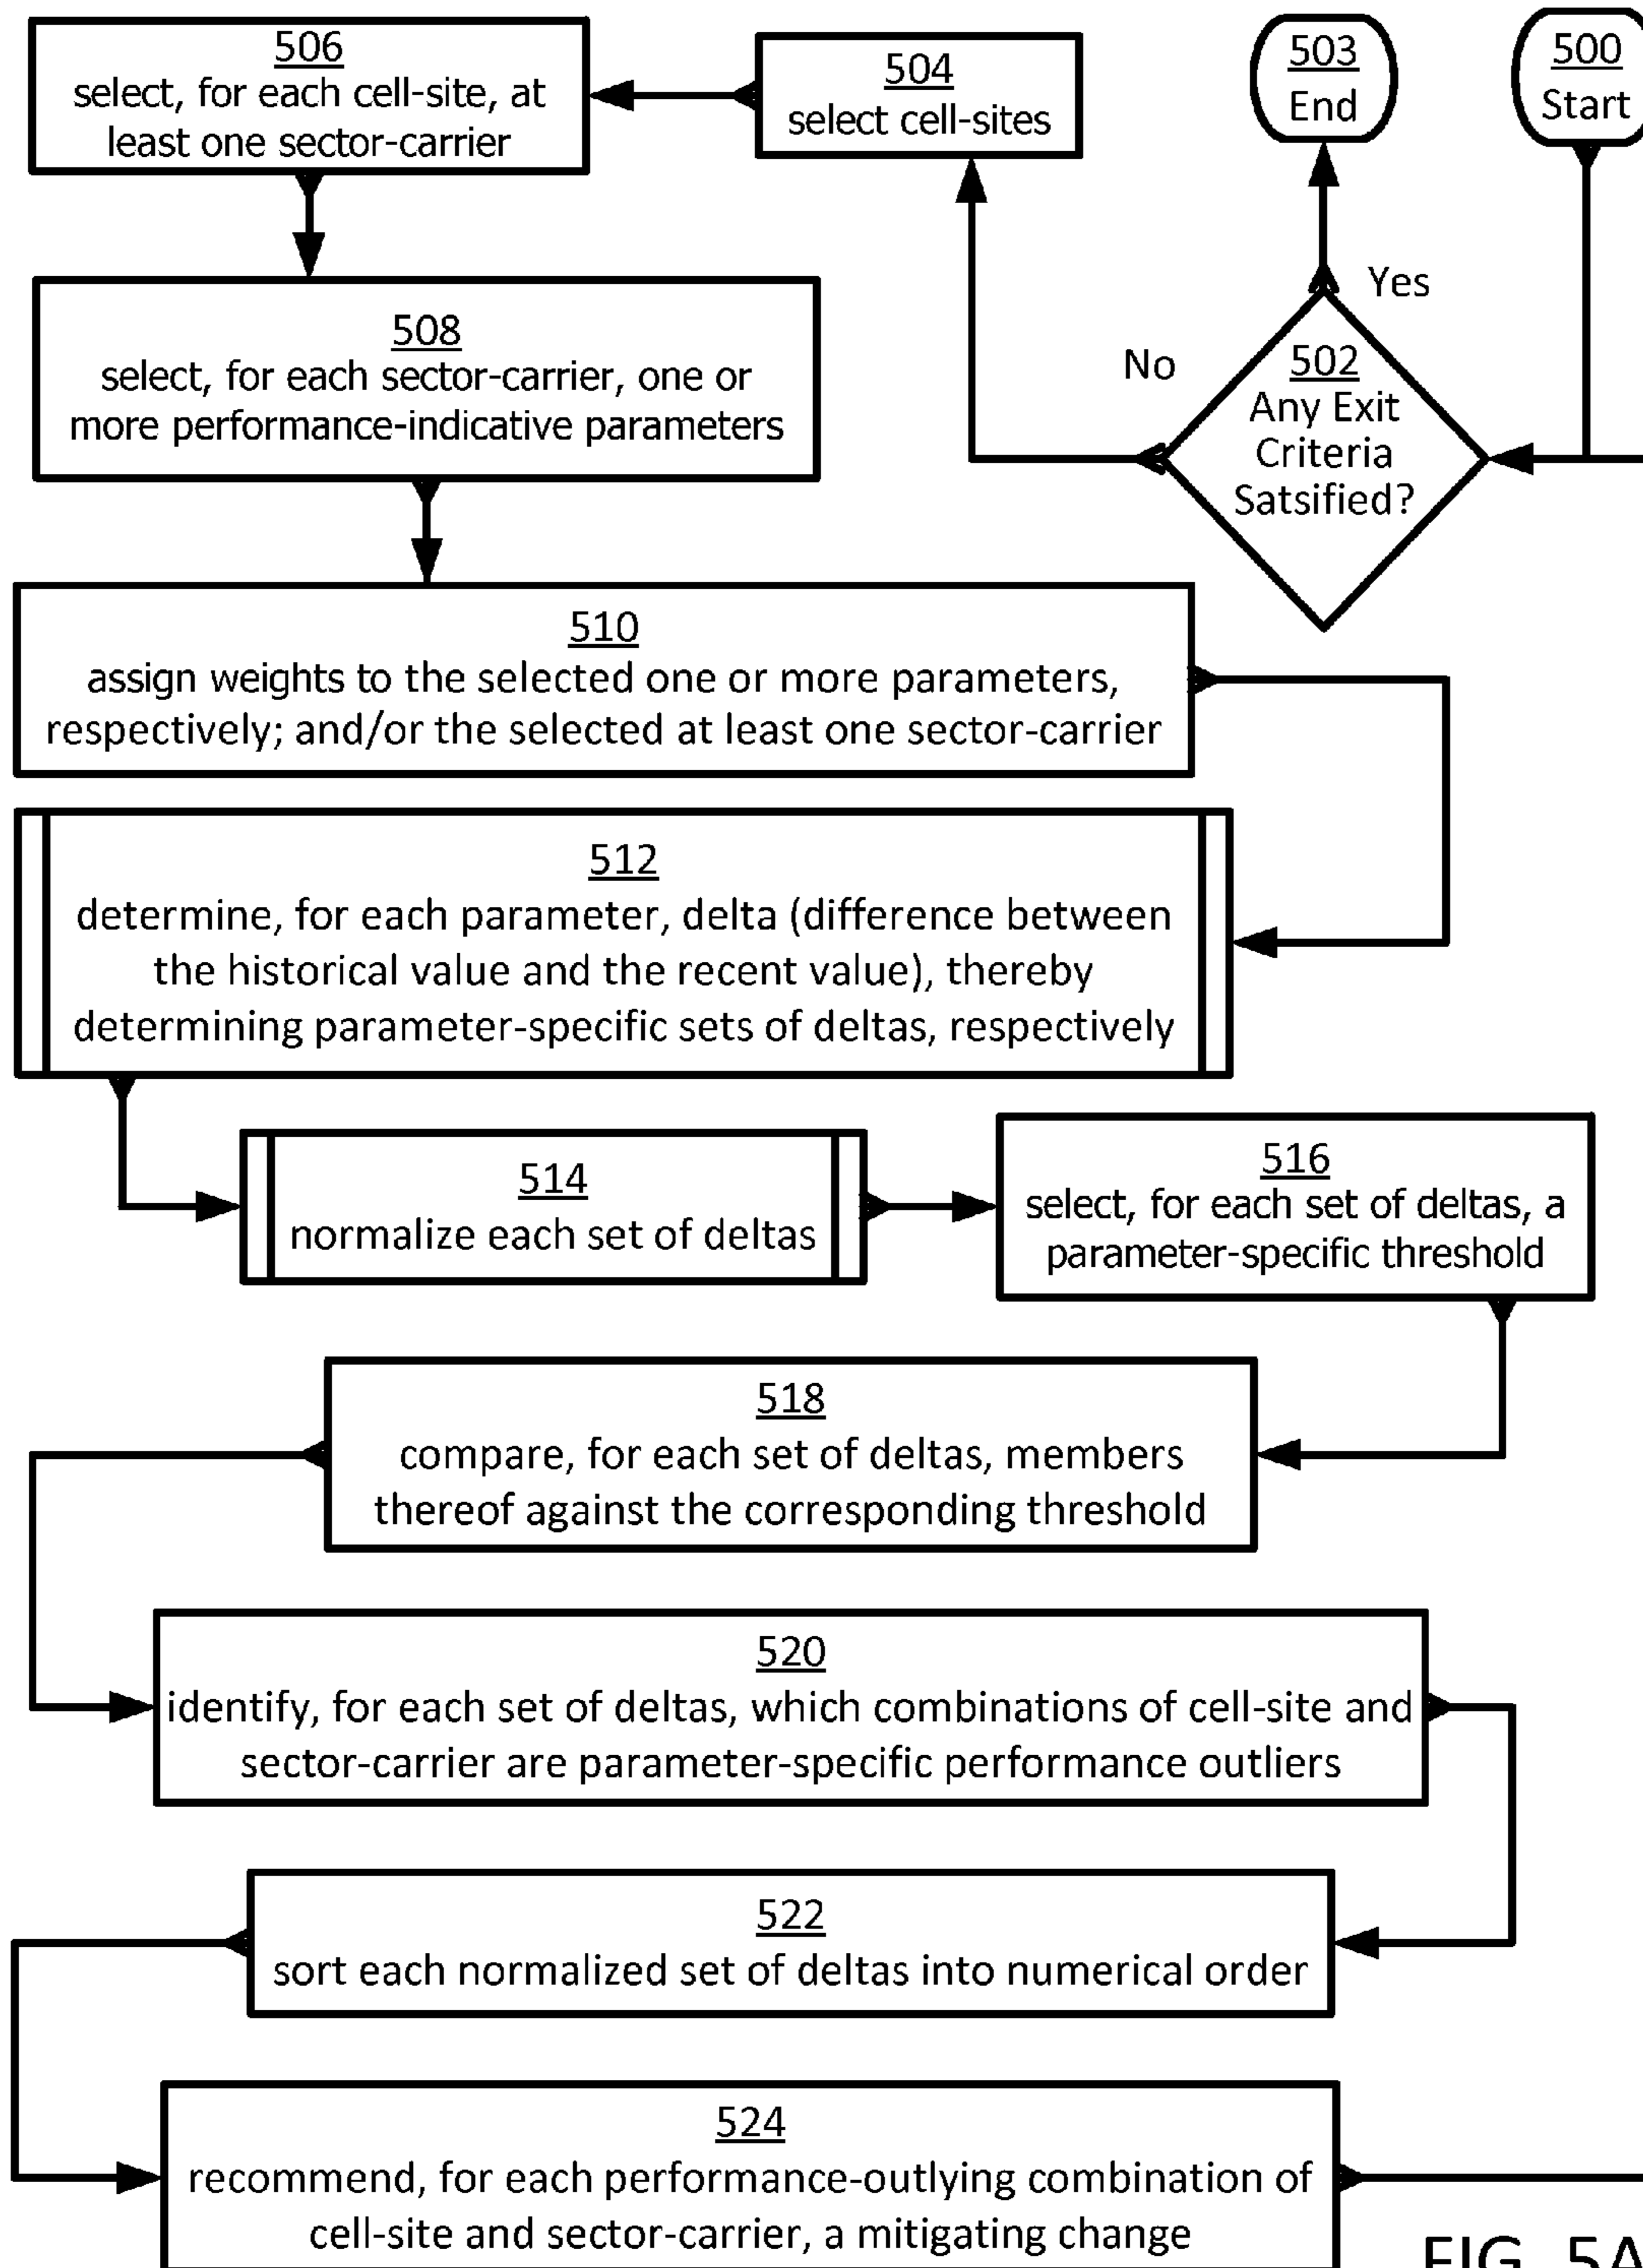 500
Start
502
Any Exit
Criteria
Satsified?
Yes
No
503
End
504
select cell-sites
506
select, for each cell-site, at
least one sector-carrier
508
select, for each sector-carrier, one or
more performance-indicative parameters
510
assign weights to the selected one or more parameters,
respectively; and/or the selected at least one sector-carrier
512
determine, for each parameter, delta (difference between
the historical value and the recent value), thereby
determining parameter-specific sets of deltas, respectively
514
normalize each set of deltas
516
select, for each set of deltas, a
parameter-specific threshold
518
compare, for each set of deltas, members
thereof against the corresponding threshold
520
identify, for each set of deltas, which combinations of cell-site and
sector-carrier are parameter-specific performance outliers
522
sort each normalized set of deltas into numerical order
524
recommend, for each performance-outlying combination of
cell-site and sector-carrier, a mitigating change
FIG. 5A